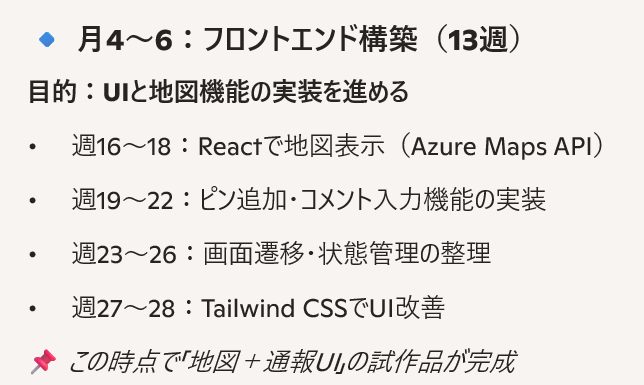 🔹 月4～6：フロントエンド構築（13週）
目的：UIと地図機能の実装を進める
• 週16～18：Reactで地図表示（Azure Maps API）
• 週19～22：ピン追加・コメント入力機能の実装
• 週23～26：画面遷移・状態管理の整理
• 週27～28：Tailwind CSSでUI改善
📌 この時点で「地図＋通報UI」の試作品が完成